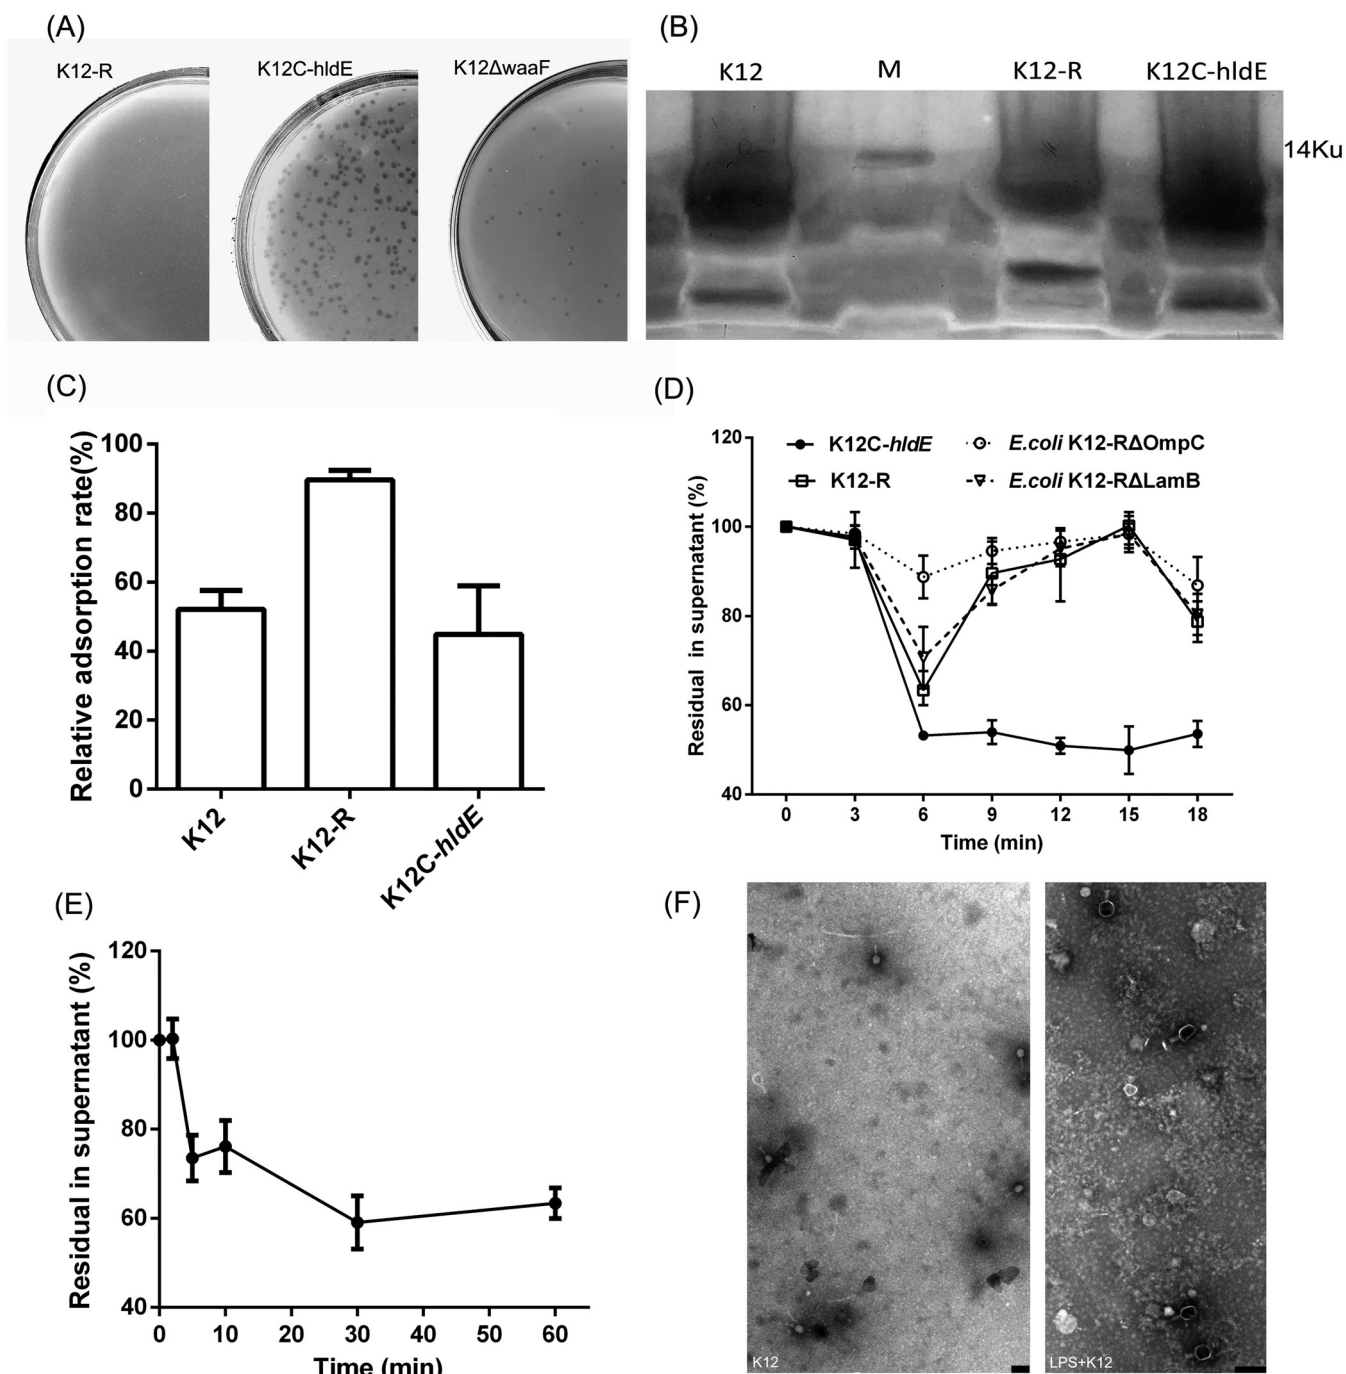 (A)
K12-R
K12C-hldE
K12ΔwaaF
(B)
K12
M
K12-R
K12C-hldE
14Ku
(C)
Relative adsorption rate(%)
100
80
60
40
20
0
K12
K12-R
K12C-hldE
(D)
Residual in supernatant (%)
120
100
80
60
40
K12C-hldE
K12-R
E.coli K12-RΔOmpC
E.coli K12-RΔLamB
0 3 6 9 12 15 18
Time (min)
(E)
Residual in supernatant (%)
120
100
80
60
40
0 10 20 30 40 50 60
Time (min)
(F)
K12
LPS+K12